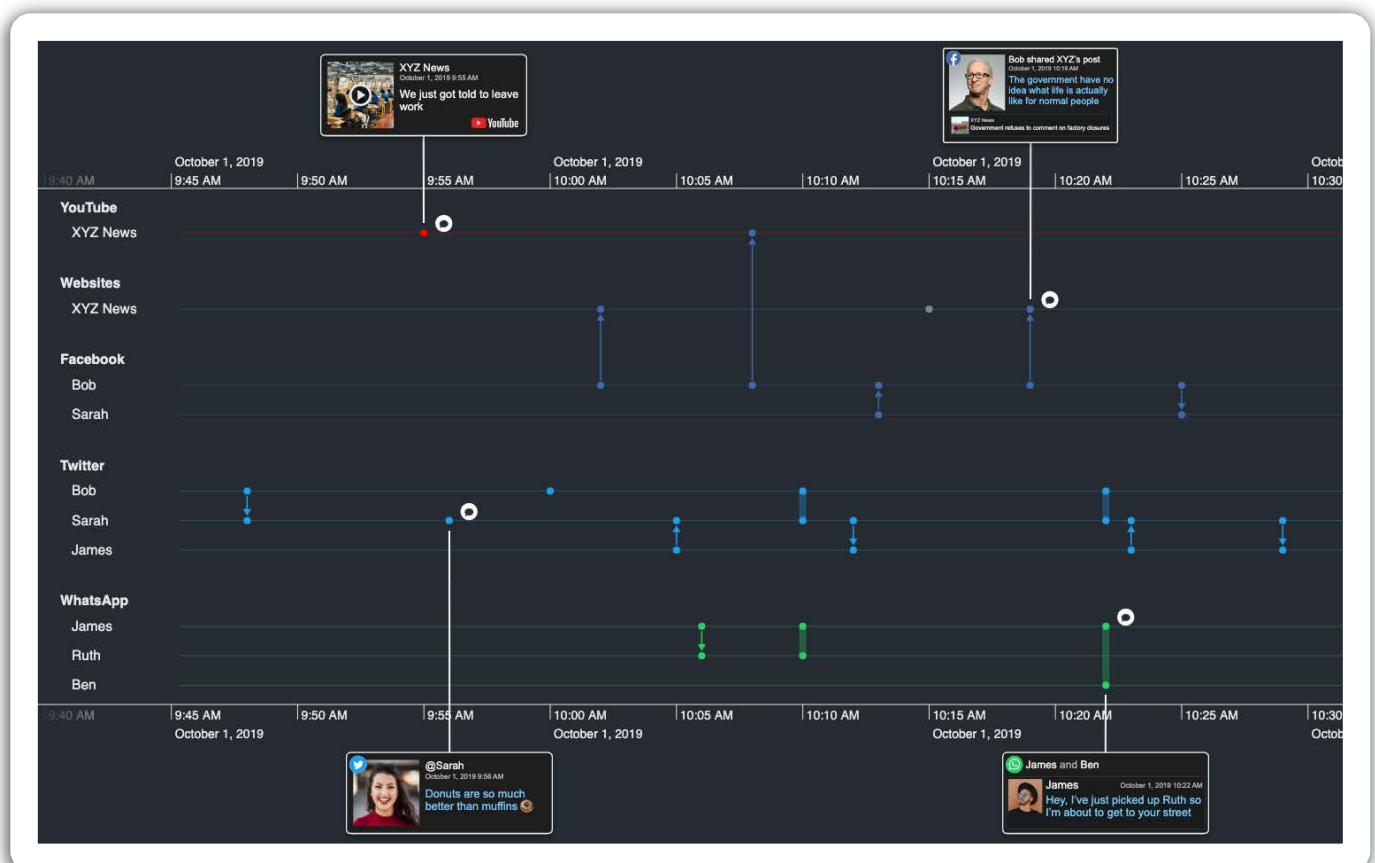 XYZ News
October 1, 2019 9:55 AM
We just got told to leave
work
YouTube
Bob shared XYZ's post
October 1, 2019 10:19 AM
The government have no
idea what life is actually
like for normal people
XYZ News
Government refuses to comment on factory closures
October 1, 2019 October 1, 2019 October 1, 2019 Octob
9:40 AM 9:45 AM 9:50 AM 9:55 AM 10:00 AM 10:05 AM 10:10 AM 10:15 AM 10:20 AM 10:25 AM 10:30
YouTube
XYZ News
Websites
XYZ News
Facebook
Bob
Sarah
Twitter
Bob
Sarah
James
WhatsApp
James
Ruth
Ben
9:40 AM 9:45 AM 9:50 AM 9:55 AM 10:00 AM 10:05 AM 10:10 AM 10:15 AM 10:20 AM 10:25 AM 10:30
October 1, 2019 October 1, 2019 October 1, 2019 Octob
@Sarah
October 1, 2019 9:56 AM
Donuts are so much
better than muffins 🍩
James and Ben
James October 1, 2019 10:22 AM
Hey, I've just picked up Ruth so
I'm about to get to your street